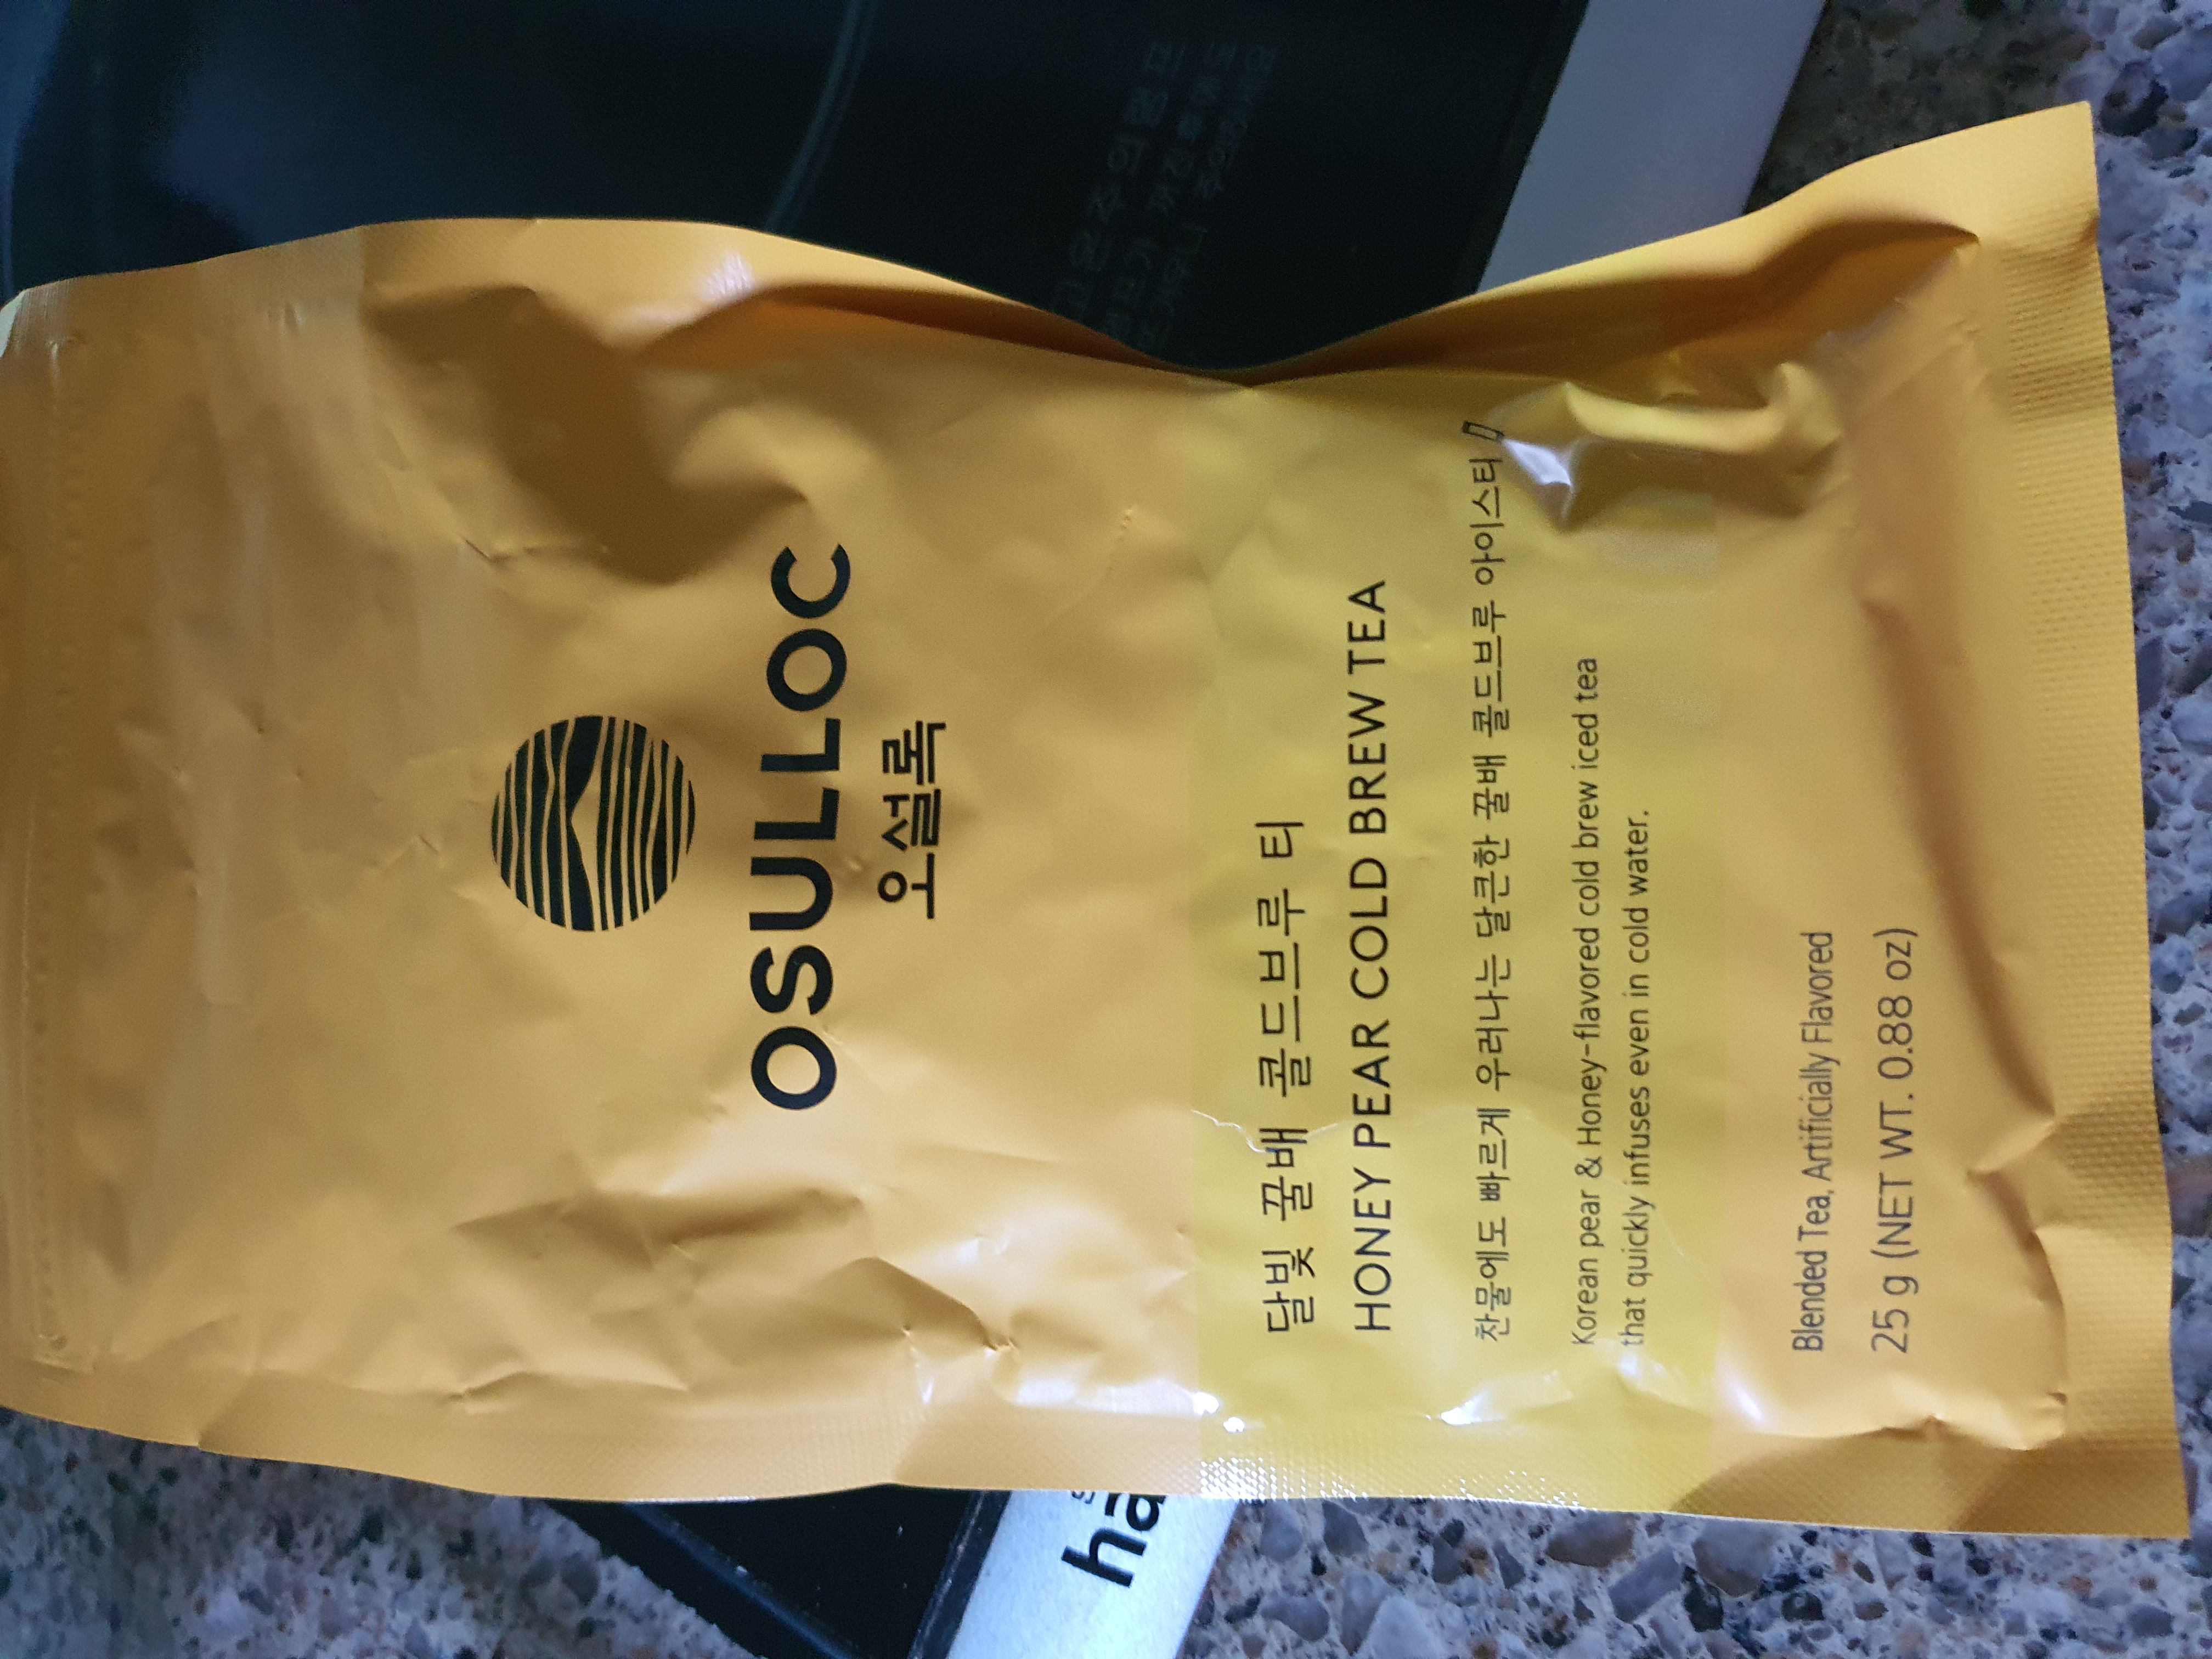 OSULLOC
오설록
달빛 꿀배 콜드브루 티
HONEY PEAR COLD BREW TEA
찬물에도 빠르게 우러나는 달큰한 꿀배 콜드브루 아이스티
Korean pear & Honey-flavored cold brew iced tea
that quickly infuses even in cold water.
Blended Tea, Artificially Flavored
25 g (NET WT. 0.88 oz)